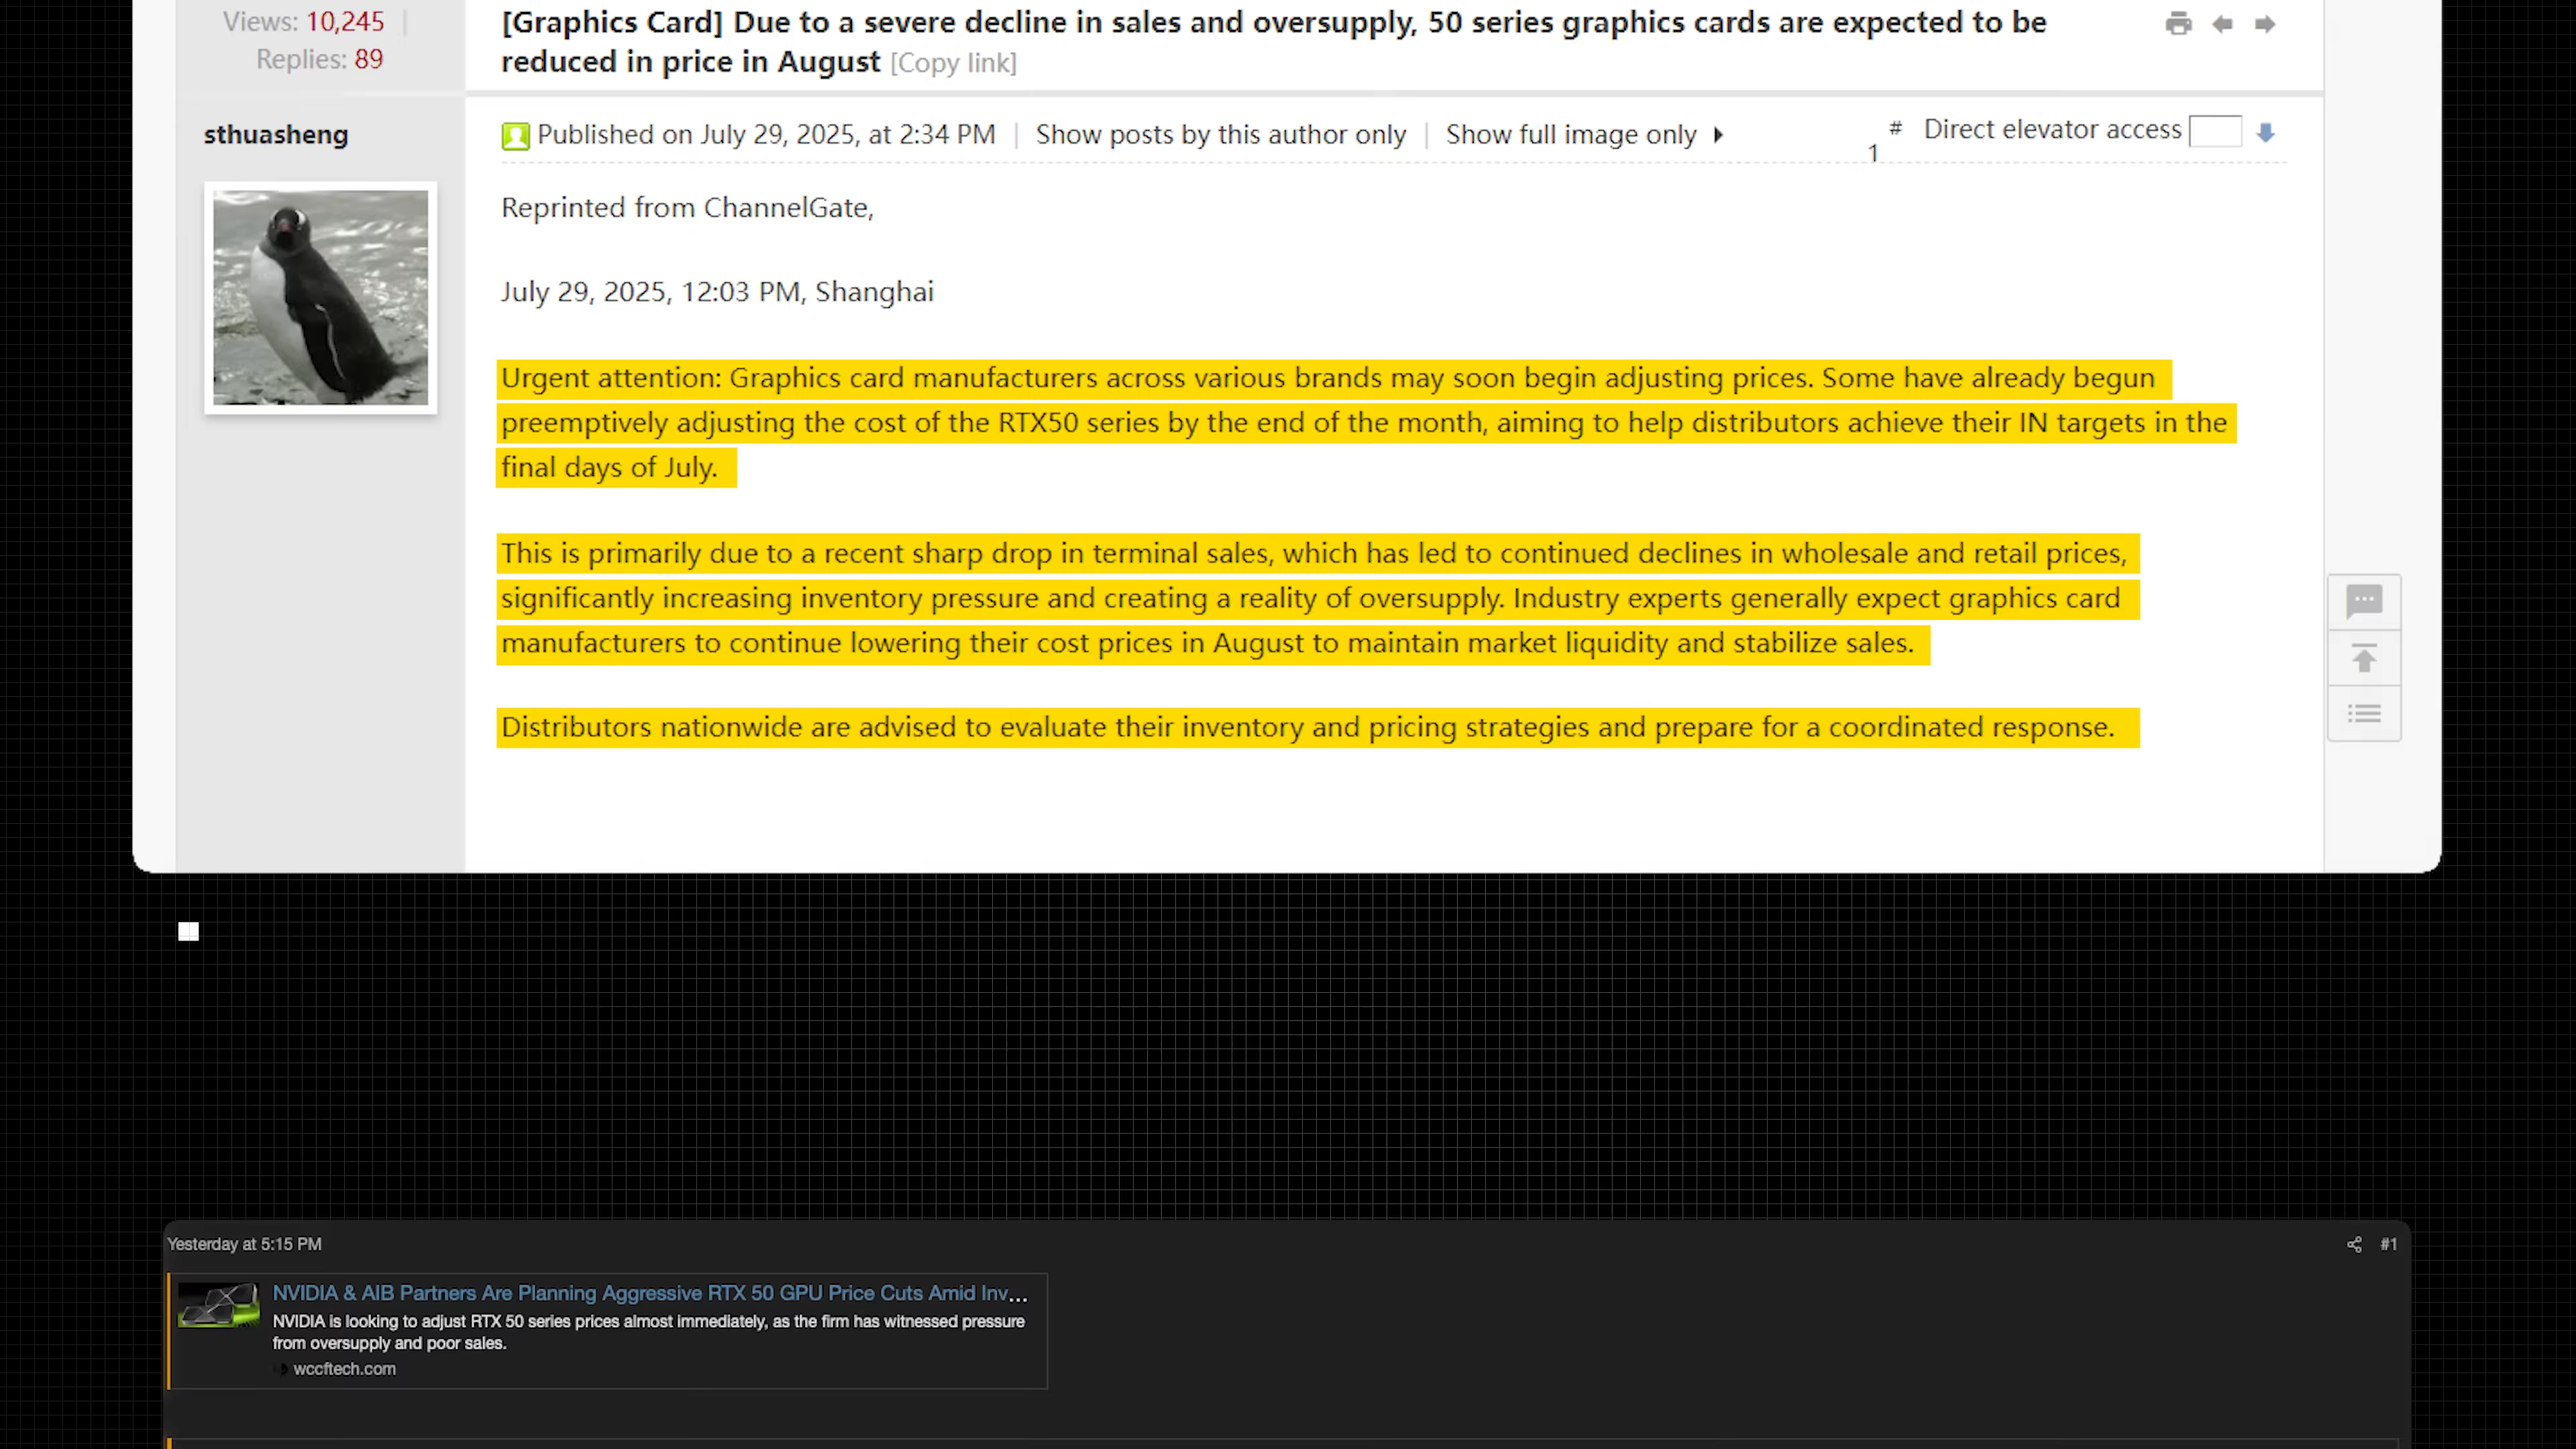 Views: 10,245
Replies: 89
[Graphics Card] Due to a severe decline in sales and oversupply, 50 series graphics cards are expected to be
reduced in price in August [Copy link]
sthuasheng
Published on July 29, 2025, at 2:34 PM | Show posts by this author only | Show full image only
1 # Direct elevator access
Reprinted from ChannelGate,
July 29, 2025, 12:03 PM, Shanghai
Urgent attention: Graphics card manufacturers across various brands may soon begin adjusting prices. Some have already begun
preemptively adjusting the cost of the RTX50 series by the end of the month, aiming to help distributors achieve their IN targets in the
final days of July.
This is primarily due to a recent sharp drop in terminal sales, which has led to continued declines in wholesale and retail prices,
significantly increasing inventory pressure and creating a reality of oversupply. Industry experts generally expect graphics card
manufacturers to continue lowering their cost prices in August to maintain market liquidity and stabilize sales.
Distributors nationwide are advised to evaluate their inventory and pricing strategies and prepare for a coordinated response.
Yesterday at 5:15 PM
#1
NVIDIA & AIB Partners Are Planning Aggressive RTX 50 GPU Price Cuts Amid Inv...
NVIDIA is looking to adjust RTX 50 series prices almost immediately, as the firm has witnessed pressure
from oversupply and poor sales.
wccftech.com